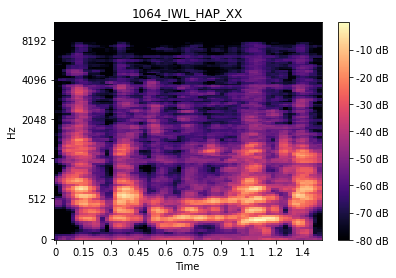 1064_IWL_HAP_XX
8192
4096
2048
1024
512
0
Hz
0 0.15 0.3 0.45 0.6 0.75 0.9 1.1 1.2 1.4
Time
-10 dB
-20 dB
-30 dB
-40 dB
-50 dB
-60 dB
-70 dB
-80 dB